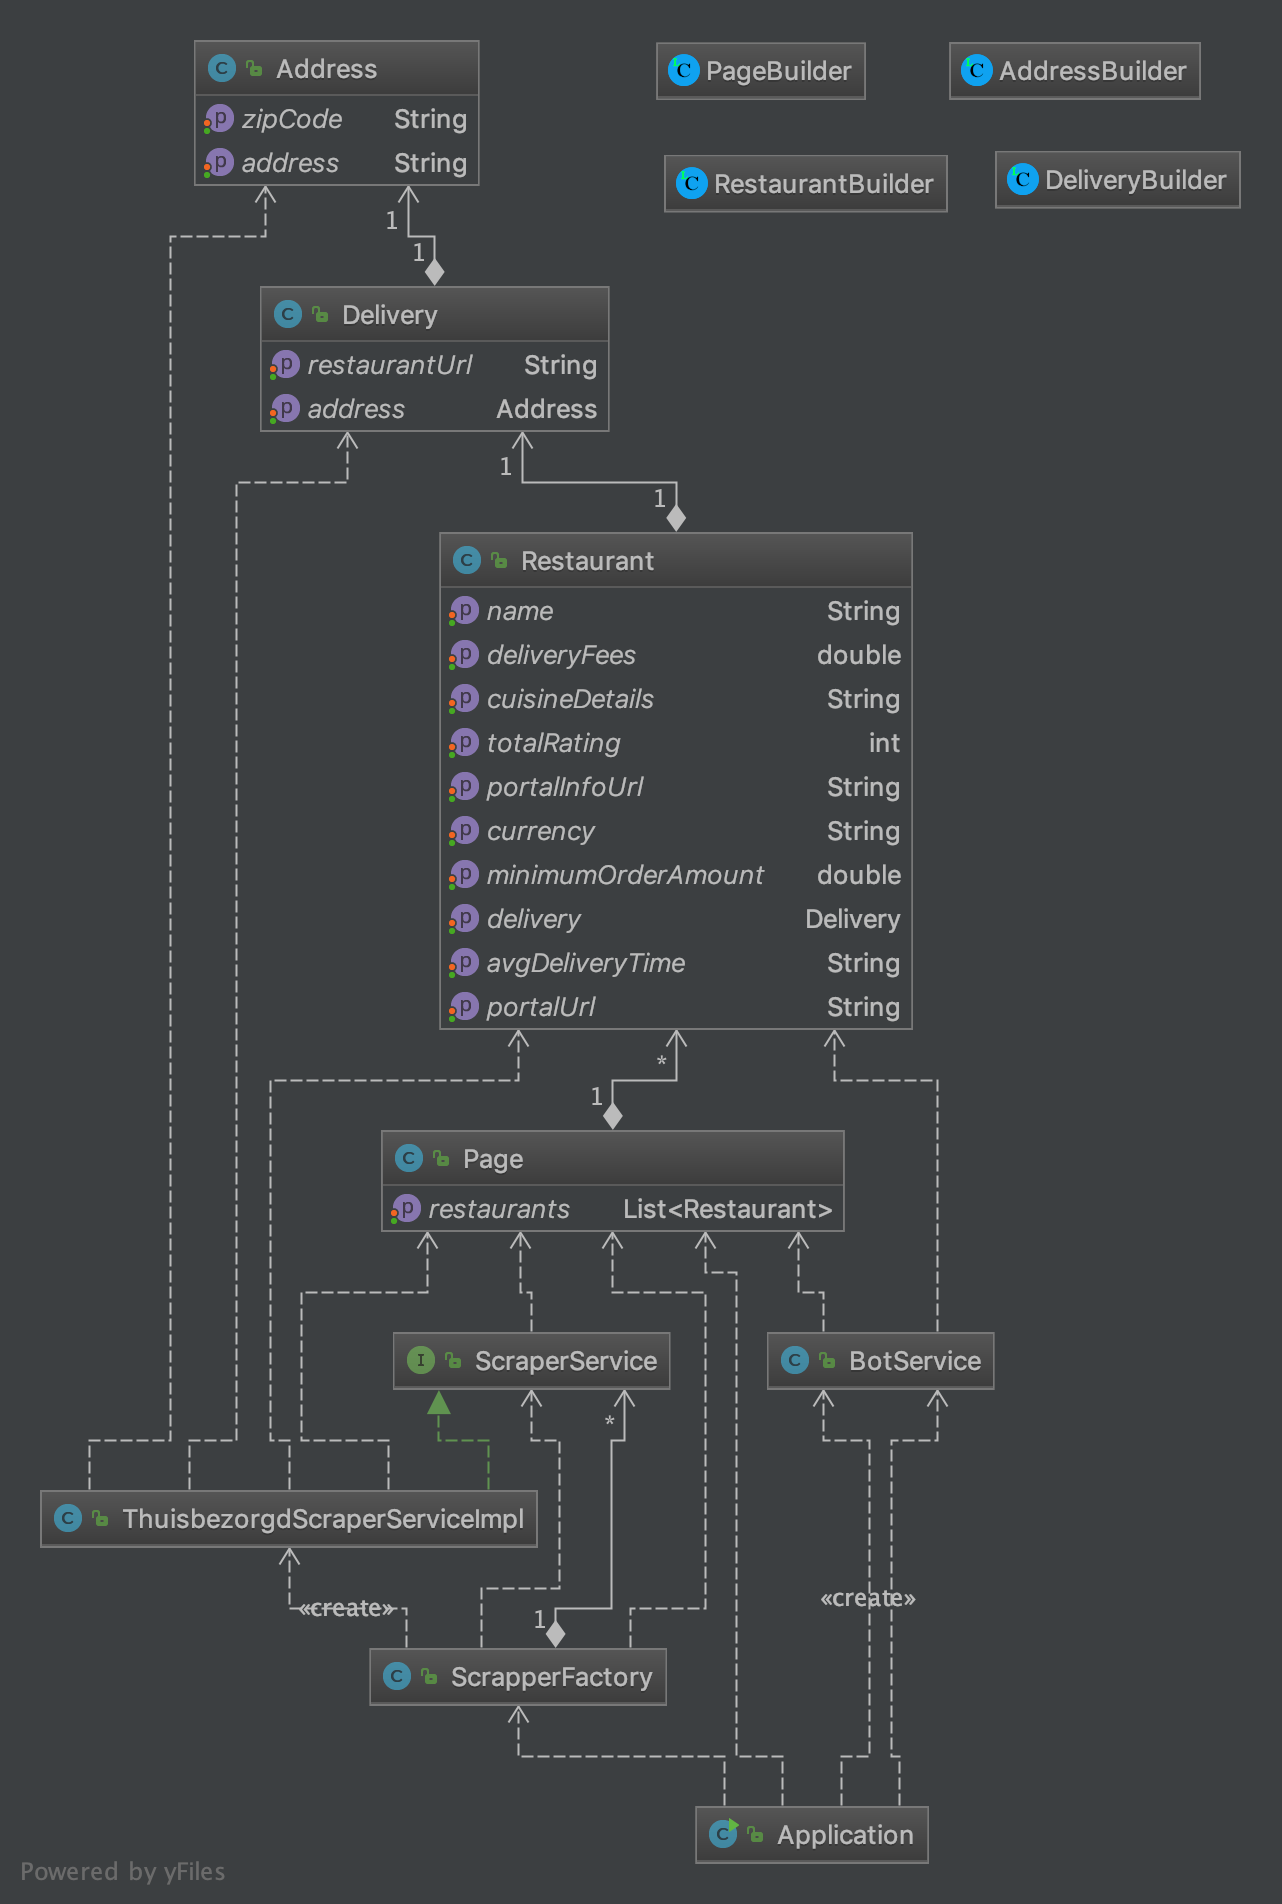 Address
zipCode String
address String
PageBuilder
AddressBuilder
RestaurantBuilder
DeliveryBuilder
1
1
Delivery
restaurantUrl String
address Address
1
1
Restaurant
name String
deliveryFees double
cuisineDetails String
totalRating int
portalInfoUrl String
currency String
minimumOrderAmount double
delivery Delivery
avgDeliveryTime String
portalUrl String
*
1
Page
restaurants List<Restaurant>
ScraperService
BotService
*
ThuisbezorgdScraperServiceImpl
«create»
«create»
1
ScrapperFactory
Application
Powered by yFiles